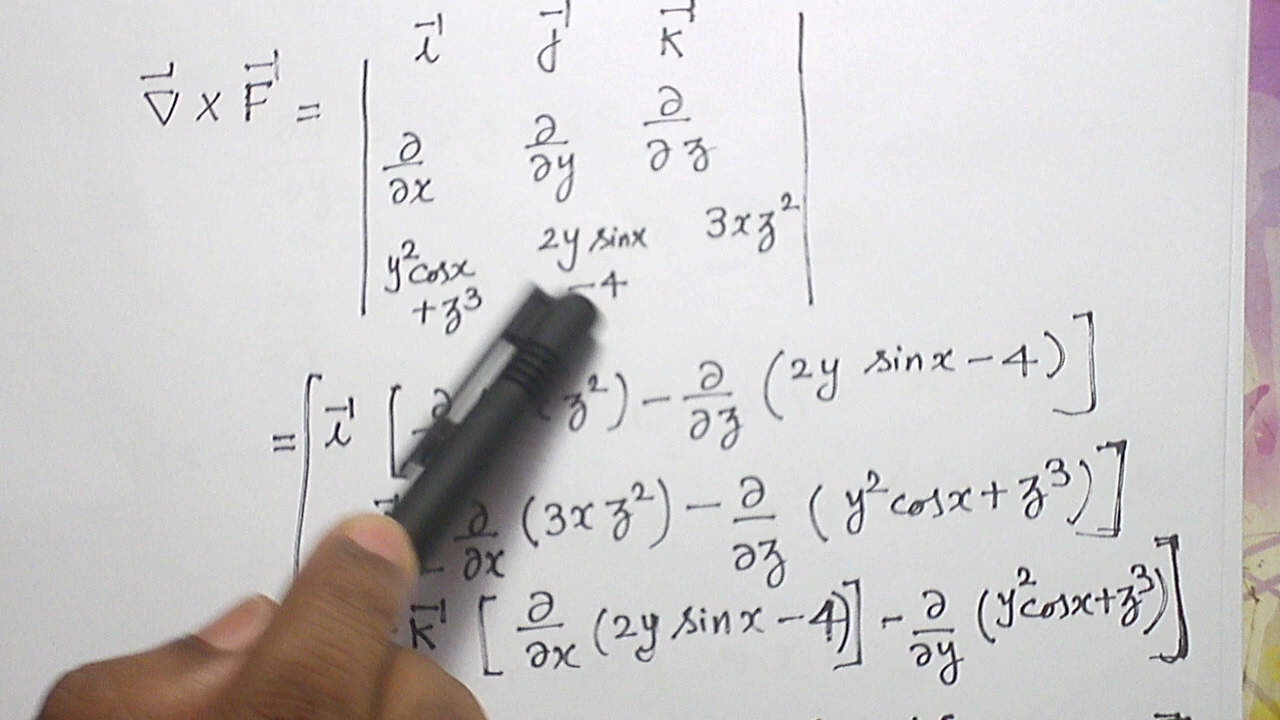 i⃗ j⃗ k⃗
∇⃗ × F⃗ =
∂/∂x ∂/∂y ∂/∂z
y²cosx +z³ 2y sinx −4 3xz²
= [ i⃗ [ ∂ z²) − ∂/∂z (2y sinx − 4) ]
∂/∂x (3xz²) − ∂/∂z (y²cosx + z³) ]
k⃗ [ ∂/∂x (2y sinx − 4) ] − ∂/∂y (y²cosx+z³) ]